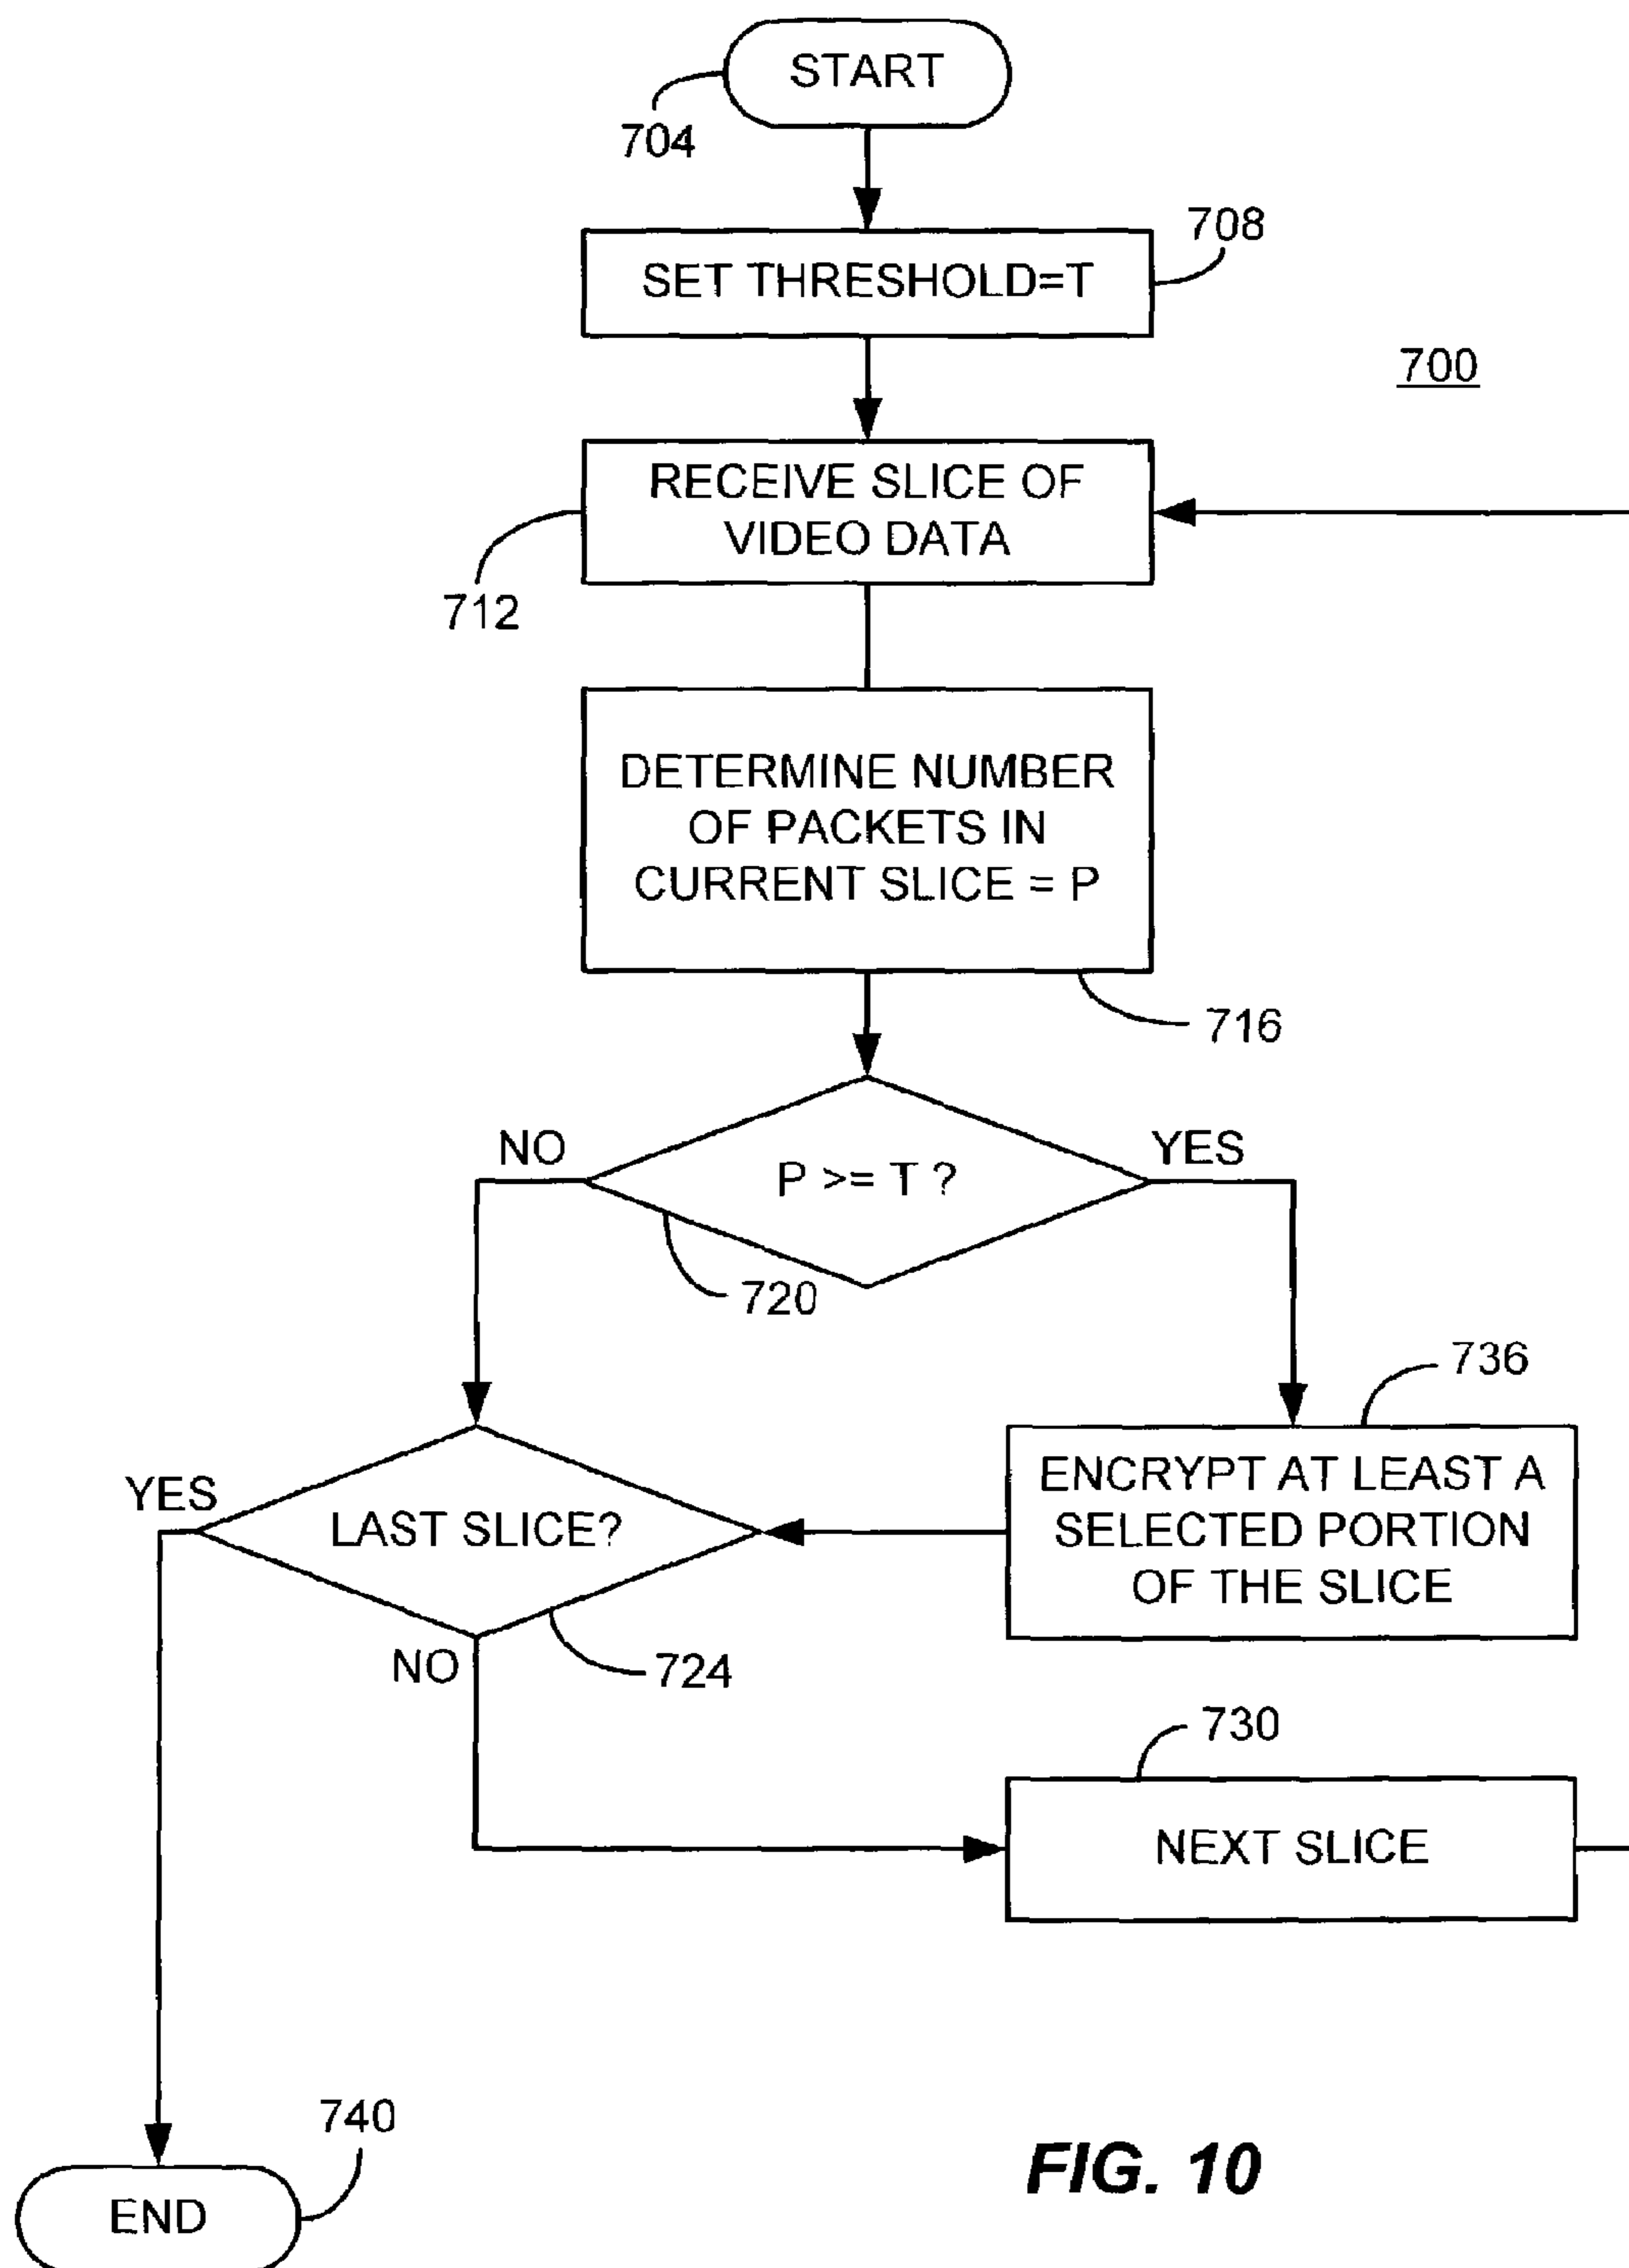 START
704
708
SET THRESHOLD=T
700
RECEIVE SLICE OF
VIDEO DATA
712
DETERMINE NUMBER
OF PACKETS IN
CURRENT SLICE = P
716
NO
YES
P >= T ?
720
736
YES
LAST SLICE?
ENCRYPT AT LEAST A
SELECTED PORTION
OF THE SLICE
NO
724
730
NEXT SLICE
740
END
FIG. 10